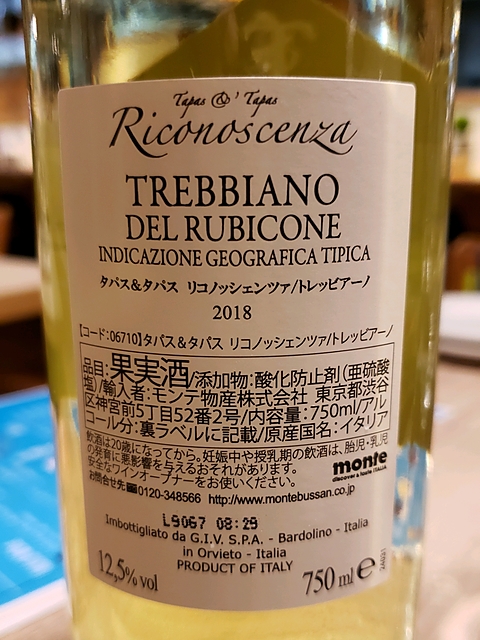 Tapas & Tapas
Riconoscenza
TREBBIANO
DEL RUBICONE
INDICAZIONE GEOGRAFICA TIPICA
タパス&タパス リコノッシェンツァ/トレッビアーノ
2018
【コード:06710】タパス&タパス リコノッシェンツァ/トレッビアーノ
品目:果実酒/添加物:酸化防止剤(亜硫酸
塩)/輸入者:モンテ物産株式会社 東京都渋谷
区神宮前5丁目52番2号/内容量:750ml/アル
コール分:裏ラベルに記載/原産国名:イタリア
飲酒は20歳になってから。妊娠中や授乳期の飲酒は、胎児・乳児
の発育に悪影響を与えるおそれがあります。
安全なワインオープナーをお使いください。
monte
discover & taste ITALIA
お問合せ先 0120-348566 http://www.montebussan.co.jp
L9067 08:29
Imbottigliato da G.I.V. S.P.A. - Bardolino - Italia
in Orvieto - Italia
PRODUCT OF ITALY
12,5% vol
750 ml e